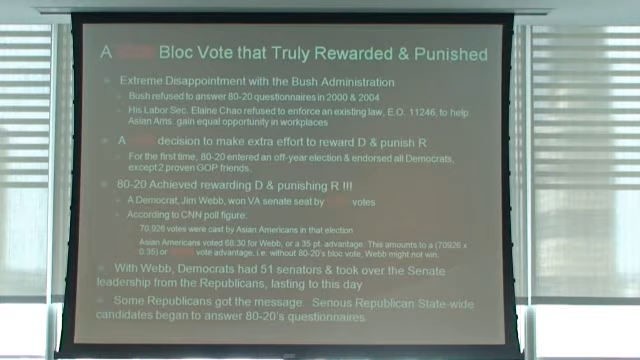 A Bloc Vote that Truly Rewarded & Punished
Extreme Disappointment with the Bush Administration
Bush refused to answer 80-20 questionnaires in 2000 & 2004
His Labor Sec. Elaine Chao refused to enforce an existing law, E.O. 11246, to help
Asian Ams. gain equal opportunity in workplaces
A decision to make extra effort to reward D & punish R
For the first time, 80-20 entered an off-year election & endorsed all Democrats,
except 2 proven GOP friends.
80-20 Achieved rewarding D & punishing R !!!
A Democrat, Jim Webb, won VA senate seat by votes
According to CNN poll figure:
70,926 votes were cast by Asian Americans in that election
Asian Americans voted 68:30 for Webb, or a 35 pt. advantage. This amounts to a (70926 x
0.35) or vote advantage, i.e. without 80-20's bloc vote, Webb might not win.
With Webb, Democrats had 51 senators & took over the Senate
leadership from the Republicans, lasting to this day
Some Republicans got the message. Serious Republican State-wide
candidates began to answer 80-20's questionnaires